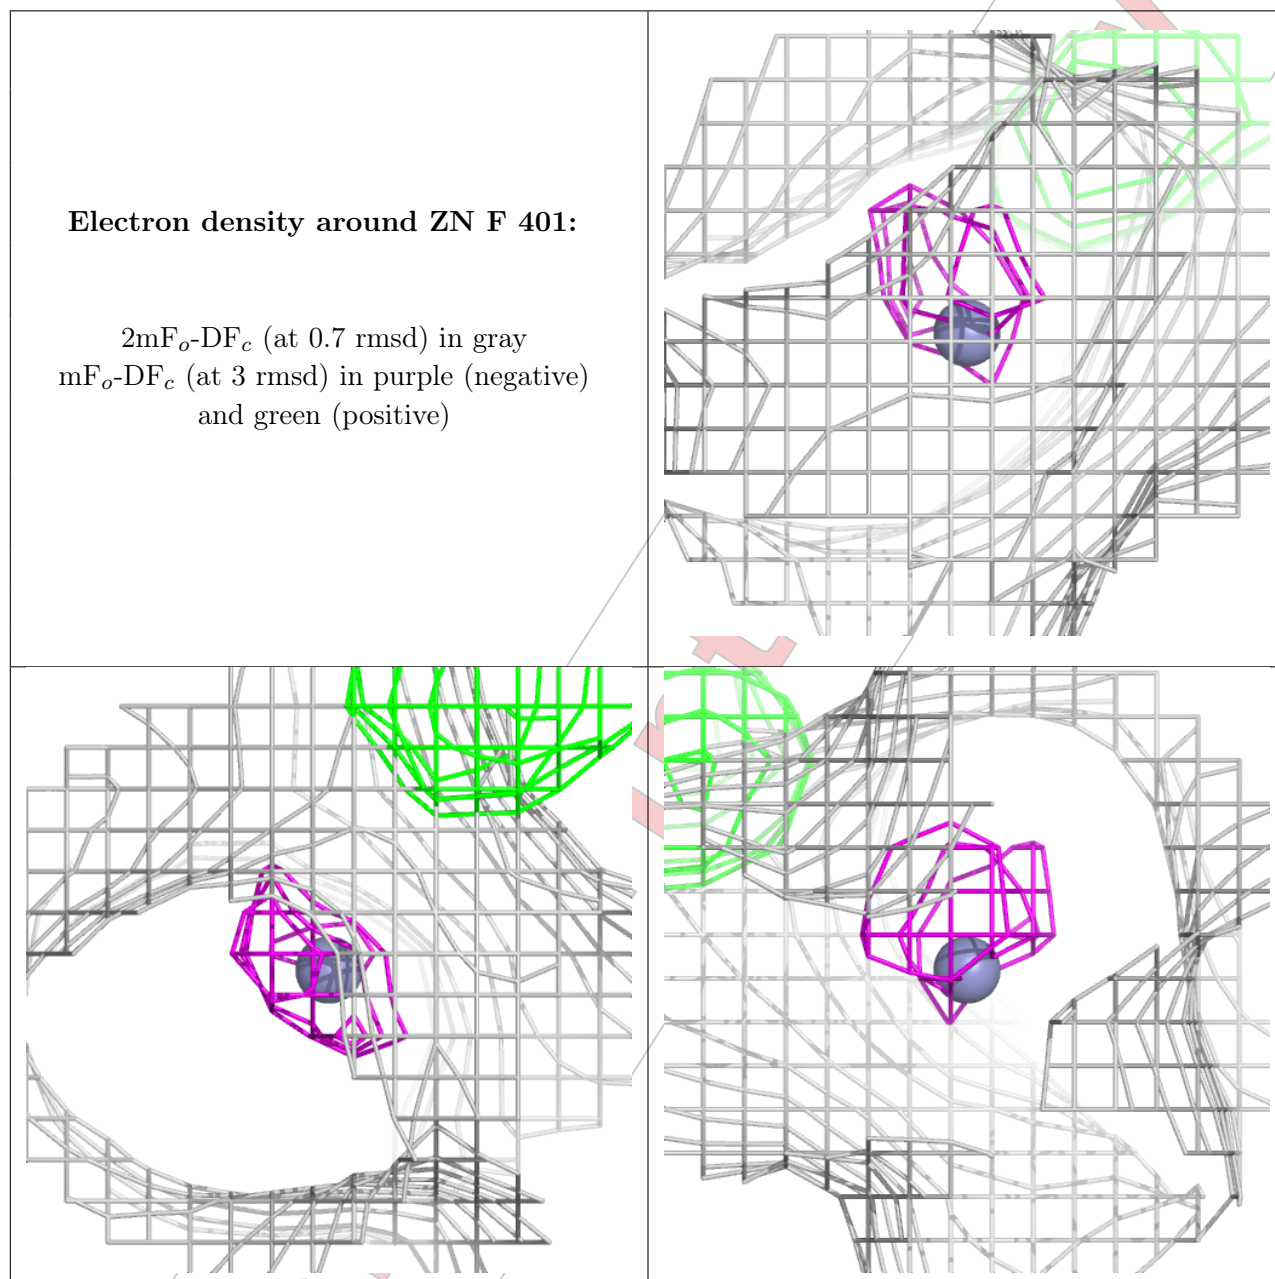 Electron density around ZN F 401:
2mFo-DFc (at 0.7 rmsd) in gray
mFo-DFc (at 3 rmsd) in purple (negative)
and green (positive)